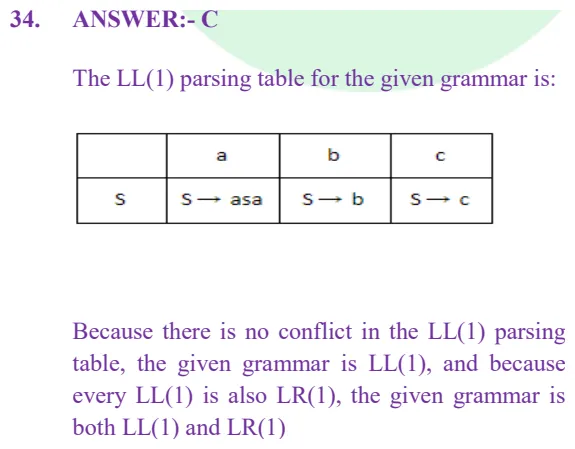 34. ANSWER:- C
The LL(1) parsing table for the given grammar is:
a b c
S S → asa S → b S → c
Because there is no conflict in the LL(1) parsing
table, the given grammar is LL(1), and because
every LL(1) is also LR(1), the given grammar is
both LL(1) and LR(1)